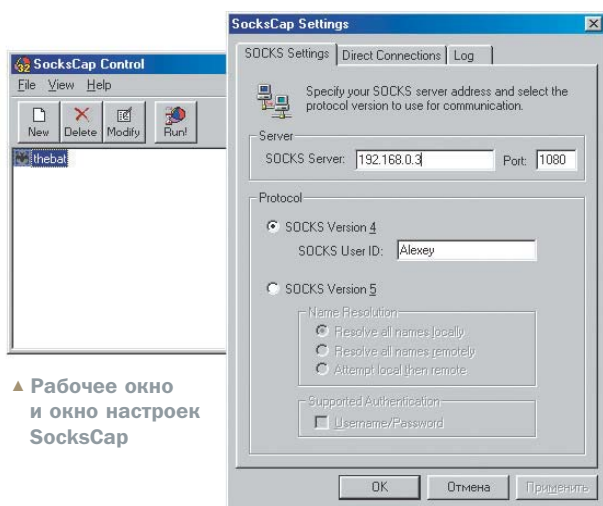 SocksCap Control
File View Help
New Delete Modify Run!
thebat
▲ Рабочее окно
и окно настроек
SocksCap
SocksCap Settings
SOCKS Settings Direct Connections Log
Specify your SOCKS server address and select the
protocol version to use for communication.
Server
SOCKS Server: 192.168.0.3 Port: 1080
Protocol
SOCKS Version 4
SOCKS User ID: Alexey
SOCKS Version 5
Name Resolution
Resolve all names locally
Resolve all names remotely
Attempt local then remote
Supported Authentication
Username/Password
OK Отмена Применить